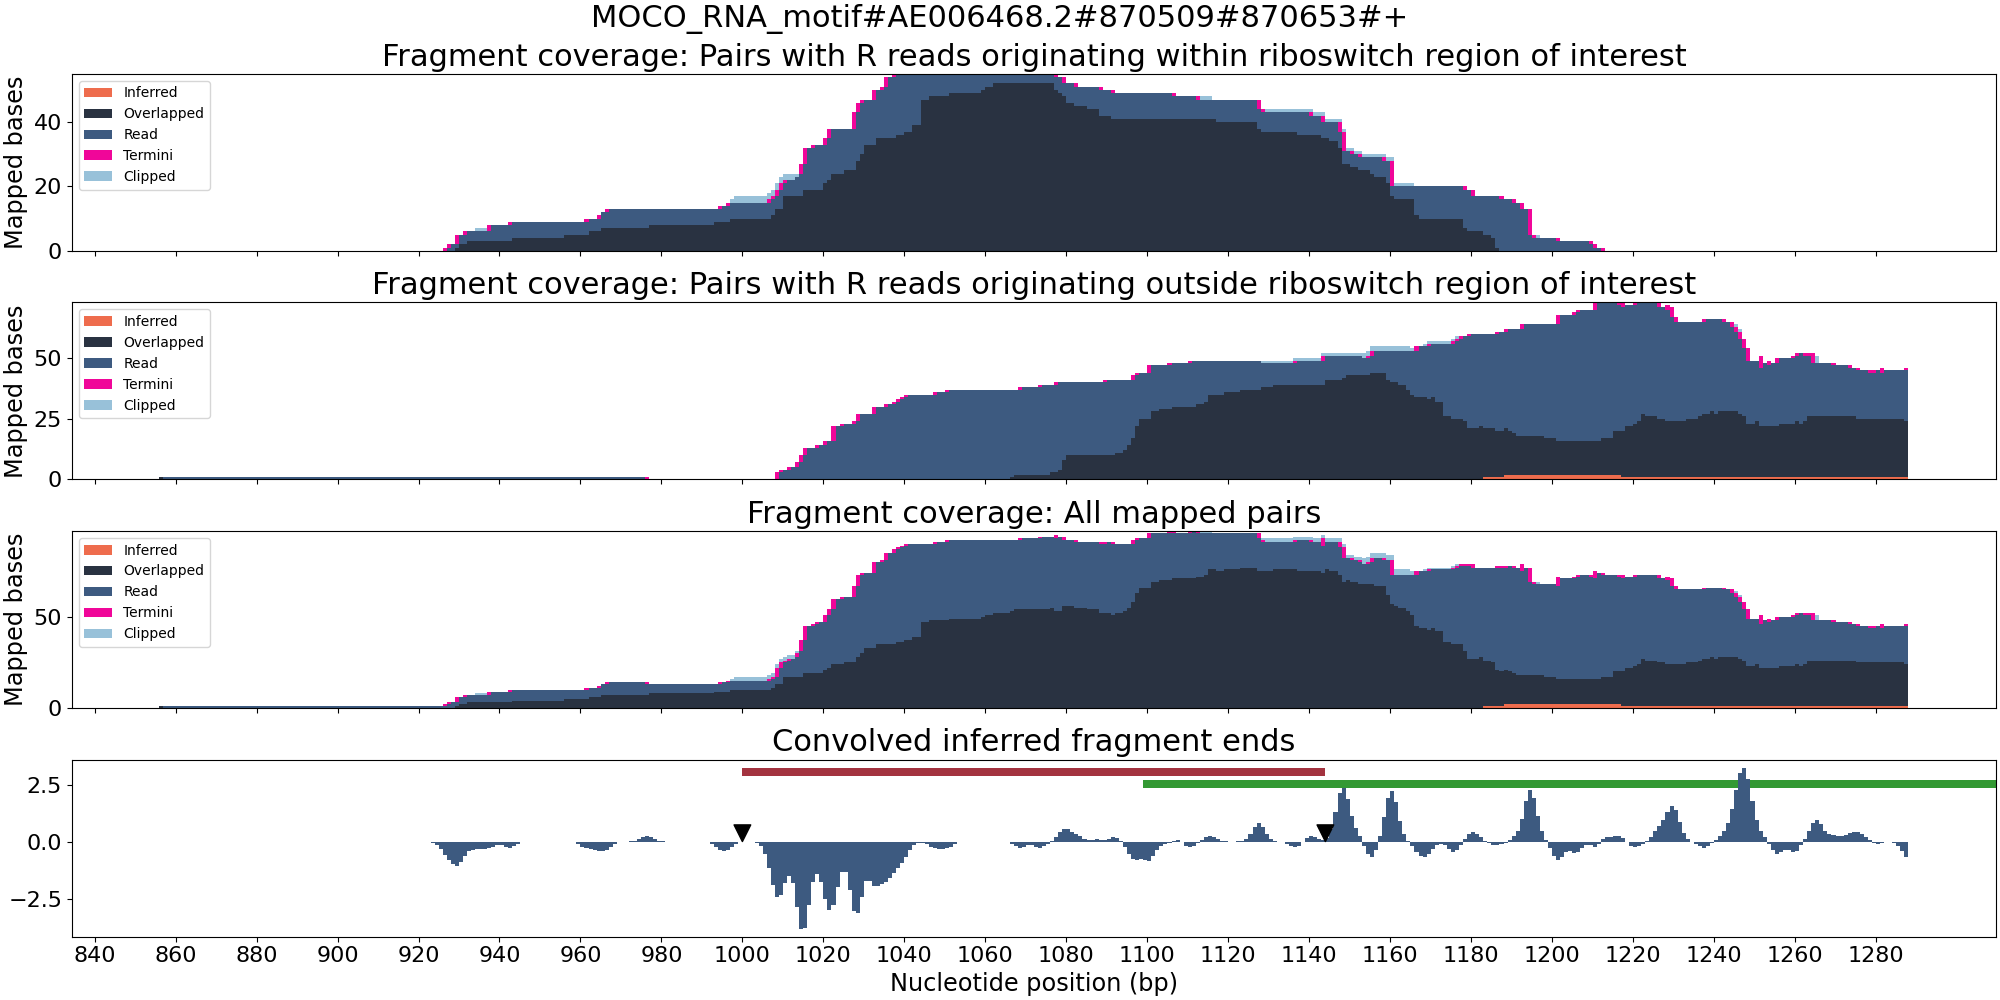 MOCO_RNA_motif#AE006468.2#870509#870653#+
Fragment coverage: Pairs with R reads originating within riboswitch region of interest
Mapped bases
40
20
0
Inferred
Overlapped
Read
Termini
Clipped
Fragment coverage: Pairs with R reads originating outside riboswitch region of interest
Mapped bases
50
25
0
Inferred
Overlapped
Read
Termini
Clipped
Fragment coverage: All mapped pairs
Mapped bases
50
0
Inferred
Overlapped
Read
Termini
Clipped
Convolved inferred fragment ends
2.5
0.0
−2.5
840 860 880 900 920 940 960 980 1000 1020 1040 1060 1080 1100 1120 1140 1160 1180 1200 1220 1240 1260 1280
Nucleotide position (bp)